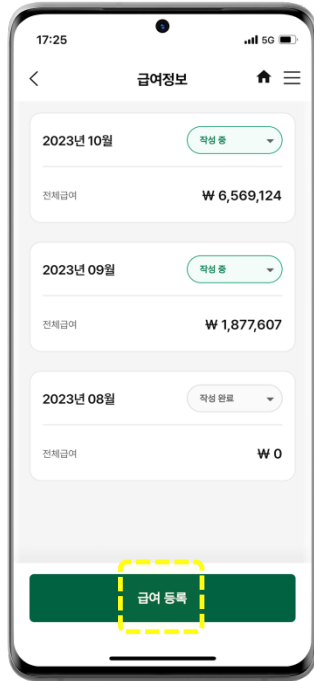 17:25 5G
급여정보
2023년 10월 작성 중
전체급여 ₩ 6,569,124
2023년 09월 작성 중
전체급여 ₩ 1,877,607
2023년 08월 작성 완료
전체급여 ₩ 0
급여 등록